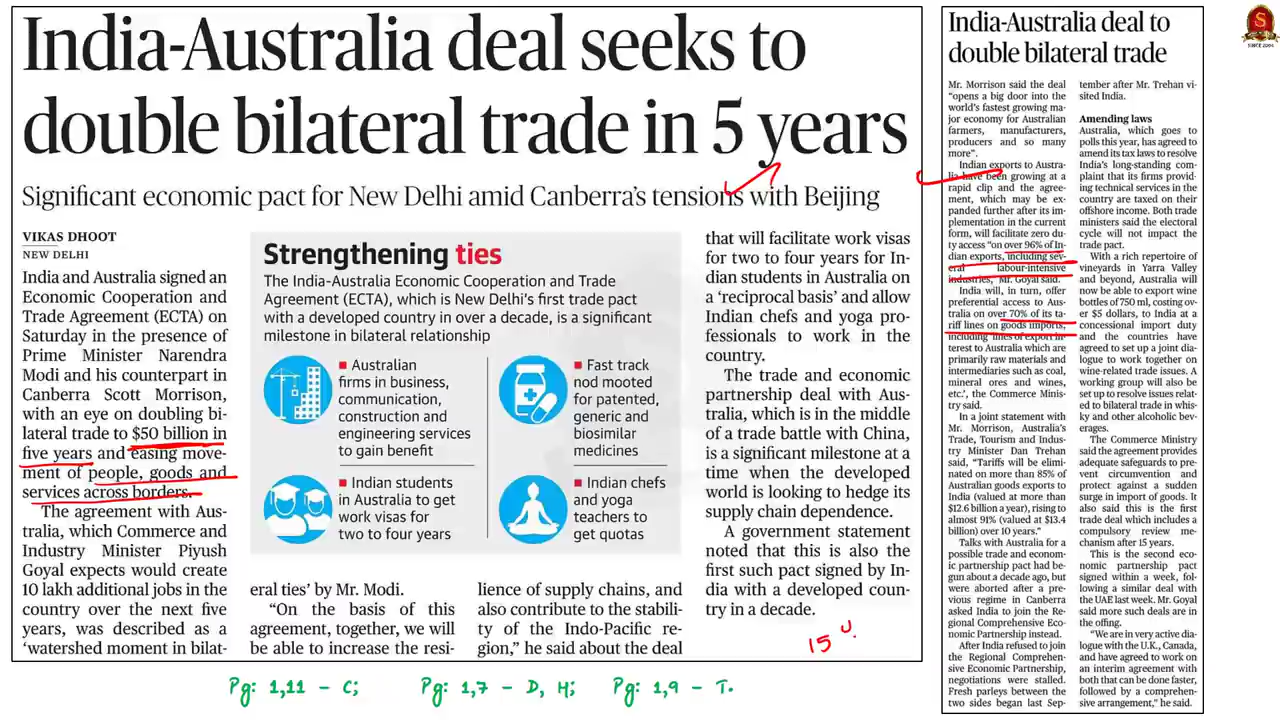 India-Australia deal seeks to
double bilateral trade in 5 years
Significant economic pact for New Delhi amid Canberra's tensions with Beijing
VIKAS DHOOT
NEW DELHI
India and Australia signed an
Economic Cooperation and
Trade Agreement (ECTA) on
Saturday in the presence of
Prime Minister Narendra
Modi and his counterpart in
Canberra Scott Morrison,
with an eye on doubling bi-
lateral trade to $50 billion in
five years and easing move-
ment of people, goods and
services across borders.
The agreement with Aus-
tralia, which Commerce and
Industry Minister Piyush
Goyal expects would create
10 lakh additional jobs in the
country over the next five
years, was described as a
'watershed moment in bilat-
Strengthening ties
The India-Australia Economic Cooperation and Trade
Agreement (ECTA), which is New Delhi's first trade pact
with a developed country in over a decade, is a significant
milestone in bilateral relationship
Australian
firms in business,
communication,
construction and
engineering services
to gain benefit
Fast track
nod mooted
for patented,
generic and
biosimilar
medicines
Indian students
in Australia to get
work visas for
two to four years
Indian chefs
and yoga
teachers to
get quotas
eral ties' by Mr. Modi.
"On the basis of this
agreement, together, we will
be able to increase the resi-
lience of supply chains, and
also contribute to the stabili-
ty of the Indo-Pacific re-
gion," he said about the deal
that will facilitate work visas
for two to four years for In-
dian students in Australia on
a 'reciprocal basis' and allow
Indian chefs and yoga pro-
fessionals to work in the
country.
The trade and economic
partnership deal with Aus-
tralia, which is in the middle
of a trade battle with China,
is a significant milestone at a
time when the developed
world is looking to hedge its
supply chain dependence.
A government statement
noted that this is also the
first such pact signed by In-
dia with a developed coun-
try in a decade.
15 y.
India-Australia deal to
double bilateral trade
Mr. Morrison said the deal
"opens a big door into the
world's fastest growing ma-
jor economy for Australian
farmers, manufacturers,
producers and so many
more".
Indian exports to Austra-
lia have been growing at a
rapid clip and the agree-
ment, which may be ex-
panded further after its im-
plementation in the current
form, will facilitate zero du-
ty access "on over 96% of In-
dian exports, including sev-
eral labour-intensive
industries, Mr. Goyal said.
India will, in turn, offer
preferential access to Aus-
tralia on over 70% of its ta-
riff lines on goods imports,
including lines of export in-
terest to Australia which are
primarily raw materials and
intermediaries such as coal,
mineral ores and wines,
etc.', the Commerce Minis-
try said.
In a joint statement with
Mr. Morrison, Australia's
Trade, Tourism and Indus-
try Minister Dan Trehan
said, "Tariffs will be elimi-
nated on more than 85% of
Australian goods exports to
India (valued at more than
$12.6 billion a year), rising to
almost 91% (valued at $13.4
billion) over 10 years."
Talks with Australia for a
possible trade and econom-
ic partnership pact had be-
gun about a decade ago, but
were aborted after a pre-
vious regime in Canberra
asked India to join the Re-
gional Comprehensive Eco-
nomic Partnership instead.
After India refused to join
the Regional Comprehen-
sive Economic Partnership,
negotiations were stalled.
Fresh parleys between the
two sides began last Sep-
tember after Mr. Trehan vi-
sited India.
Amending laws
Australia, which goes to
polls this year, has agreed to
amend its tax laws to resolve
India's long-standing
complaint that its firms provid-
ing technical services in the
country are taxed on their
offshore income. Both trade
ministers said the electoral
cycle will not impact the
trade pact.
With a rich repertoire of
vineyards in Yarra Valley
and beyond, Australia will
now be able to export wine
bottles of 750 ml, costing ov-
er $5 dollars, to India at a
concessional import duty
and the countries have
agreed to set up a joint dia-
logue to work together on
wine-related trade issues. A
working group will also be
set up to resolve issues relat-
ed to bilateral trade in whis-
ky and other alcoholic bev-
erages.
The Commerce Ministry
said the agreement provides
adequate safeguards to pre-
vent circumvention and
protect against a sudden
surge in import of goods. It
also said this is the first
trade deal which includes a
compulsory review me-
chanism after 15 years.
This is the second eco-
nomic partnership pact
signed within a week, fol-
lowing a similar deal with
the UAE last week. Mr. Goyal
said more such deals are in
the offing.
"We are in very active dia-
logue with the U.K., Canada,
and have agreed to work on
an interim agreement with
both that can be done faster,
followed by a comprehen-
sive arrangement," he said.
S
SINCE 2004
Pg: 1,11 - C; Pg: 1,7 - D, H; Pg: 1,9 - T.